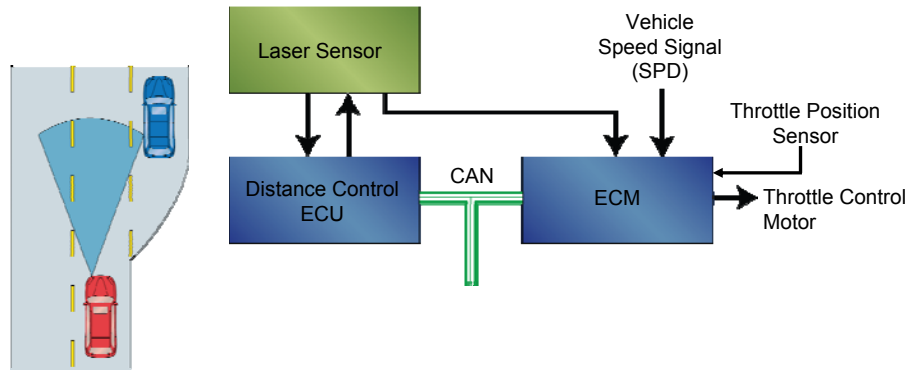 Laser Sensor
Vehicle
Speed Signal
(SPD)
Throttle Position
Sensor
Distance Control
ECU
CAN
ECM
Throttle Control
Motor